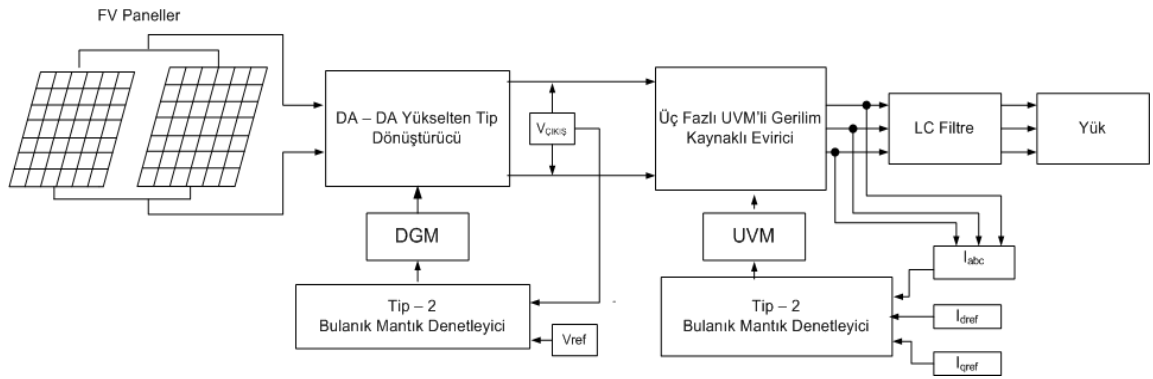 FV Paneller
DA – DA Yükselten Tip
Dönüştürücü
VÇIKIŞ
Üç Fazlı UVM'li Gerilim
Kaynaklı Evirici
LC Filtre
Yük
DGM
UVM
Iabc
Tip – 2
Bulanık Mantık Denetleyici
Vref
Tip – 2
Bulanık Mantık Denetleyici
Idref
Iqref